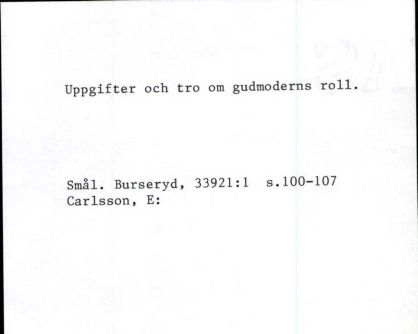 Uppgifter och tro om gudmoderns roll.
Smål. Burseryd, 33921:1 s.100-107
Carlsson, E: